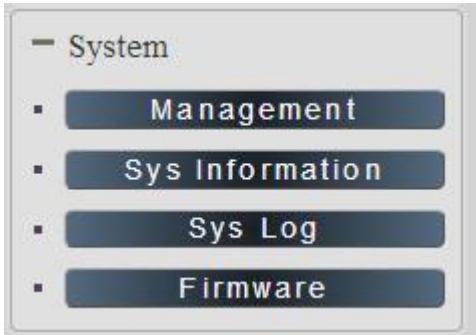 System
Management
Sys Information
Sys Log
Firmware